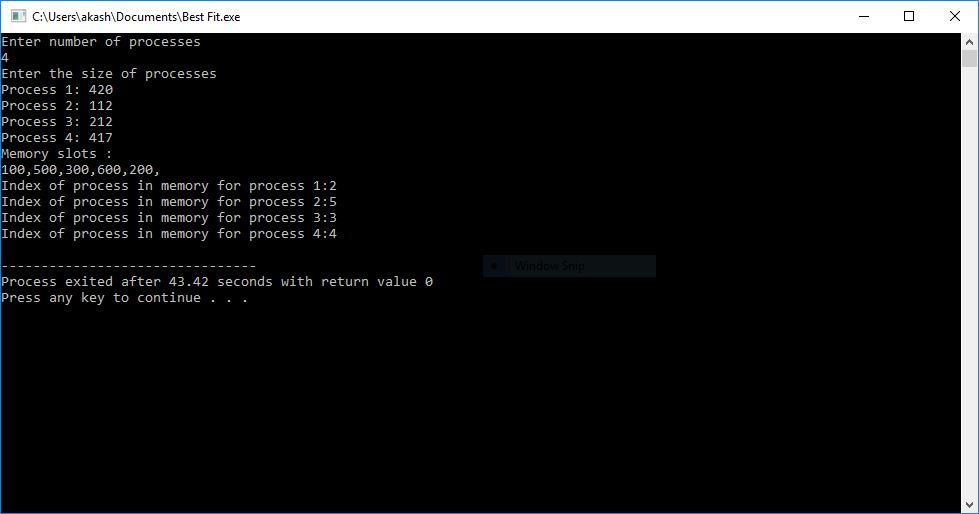 C:\Users\akash\Documents\Best Fit.exe
Enter number of processes
4
Enter the size of processes
Process 1: 420
Process 2: 112
Process 3: 212
Process 4: 417
Memory slots :
100,500,300,600,200,
Index of process in memory for process 1:2
Index of process in memory for process 2:5
Index of process in memory for process 3:3
Index of process in memory for process 4:4
--------------------------------
Window Snip
Process exited after 43.42 seconds with return value 0
Press any key to continue . . .